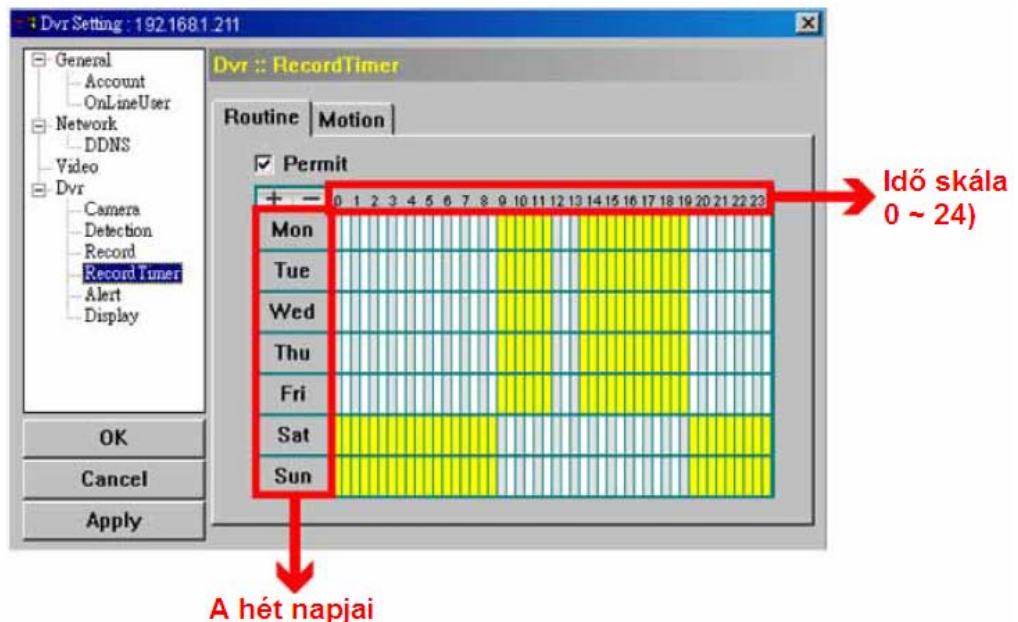 Dvr Setting : 192.168.1.211
General
Account
OnLineUser
Network
DDNS
Video
Dvr
Camera
Detection
Record
RecordTimer
Alert
Display
OK
Cancel
Apply
Dvr :: RecordTimer
Routine Motion
Permit
+ - 0 1 2 3 4 5 6 7 8 9 10 11 12 13 14 15 16 17 18 19 20 21 22 23
Mon
Tue
Wed
Thu
Fri
Sat
Sun
Idő skála
0 ~ 24)
A hét napjai